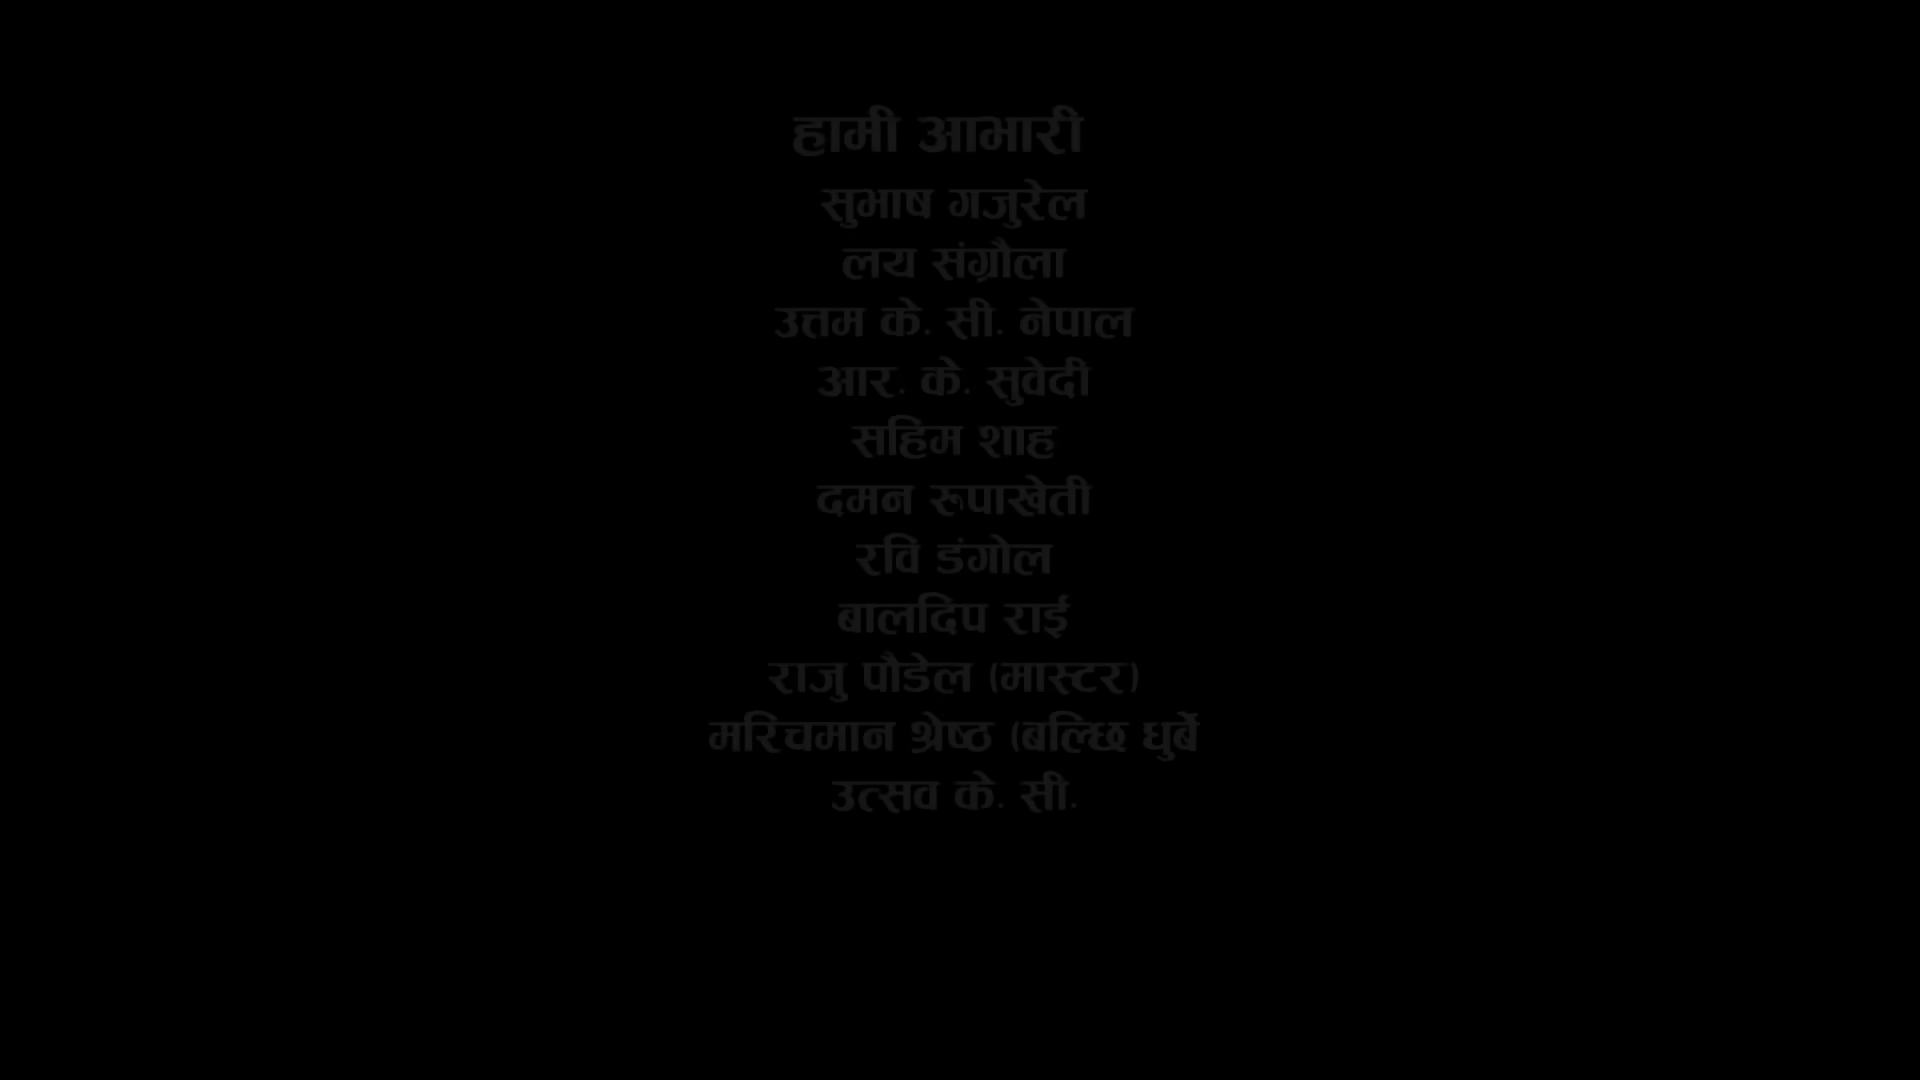 हामी आभारी
सुभाष गजुरेल
लय संग्रौला
उत्तम के. सी. नेपाल
आर. के. सुवेदी
सहिम शाह
दमन रुपाखेती
रवि डंगोल
बालदिप राई
राजु पौडेल (मास्टर)
मरिचमान श्रेष्ठ (बल्छि धुर्बे
उत्सव के. सी.